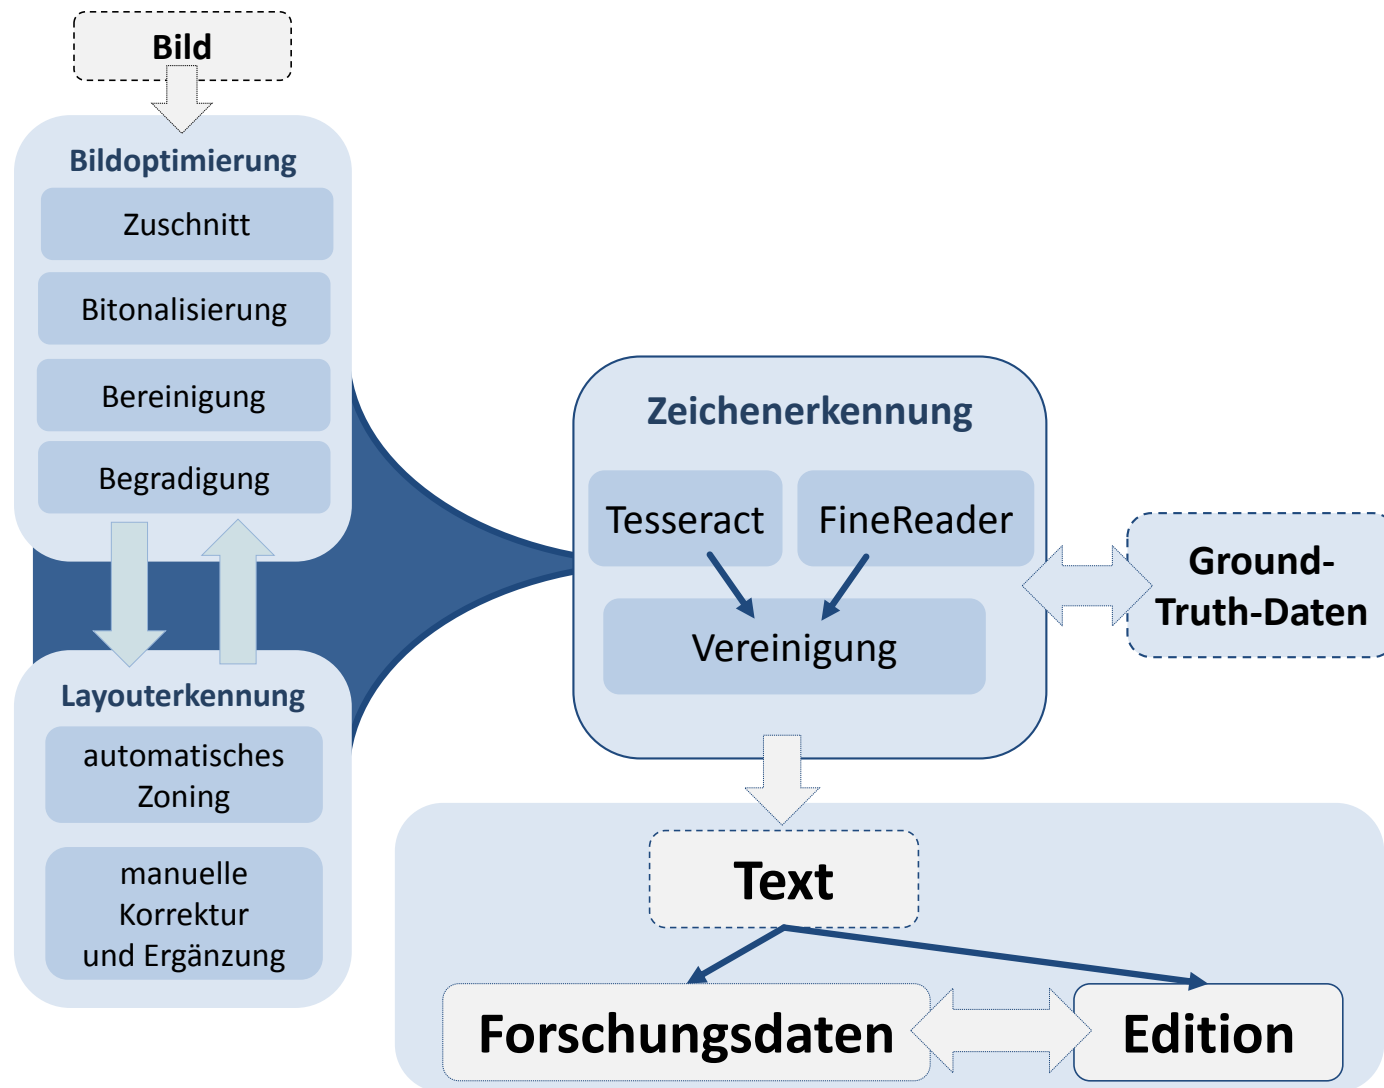 Bild
Bildoptimierung
Zuschnitt
Bitonalisierung
Bereinigung
Begradigung
Layouterkennung
automatisches
Zoning
manuelle
Korrektur
und Ergänzung
Zeichenerkennung
Tesseract
FineReader
Vereinigung
Ground-
Truth-Daten
Text
Forschungsdaten
Edition